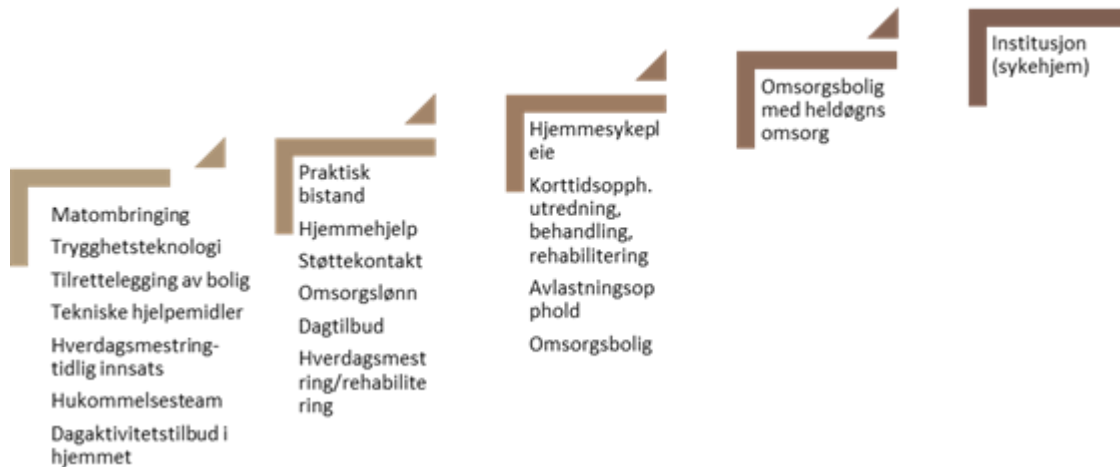 Matombringing
Trygghetsteknologi
Tilrettelegging av bolig
Tekniske hjelpemidler
Hverdagsmestring-
tidlig innsats
Hukommelsesteam
Dagaktivitetstilbud i
hjemmet
Praktisk
bistand
Hjemmehjelp
Støttekontakt
Omsorgslønn
Dagtilbud
Hverdagsmest
ring/rehabilite
ring
Hjemmesykepl
eie
Korttidsopph.
utredning,
behandling,
rehabilitering
Avlastningsop
phold
Omsorgsbolig
Omsorgsbolig
med heldøgns
omsorg
Institusjon
(sykehjem)